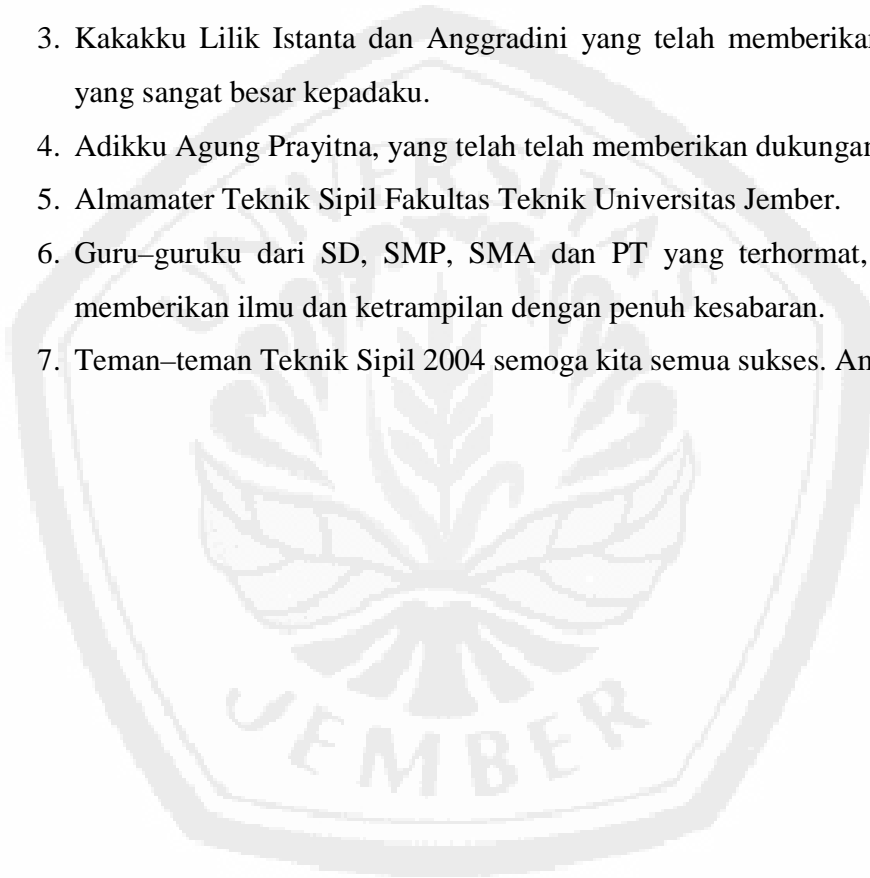 3. Kakakku Lilik Istanta dan Anggradini yang telah memberikan
yang sangat besar kepadaku.
4. Adikku Agung Prayitna, yang telah telah memberikan dukungan
5. Almamater Teknik Sipil Fakultas Teknik Universitas Jember.
6. Guru–guruku dari SD, SMP, SMA dan PT yang terhormat,
memberikan ilmu dan ketrampilan dengan penuh kesabaran.
7. Teman–teman Teknik Sipil 2004 semoga kita semua sukses.
UNIVERSITAS
JEMBER